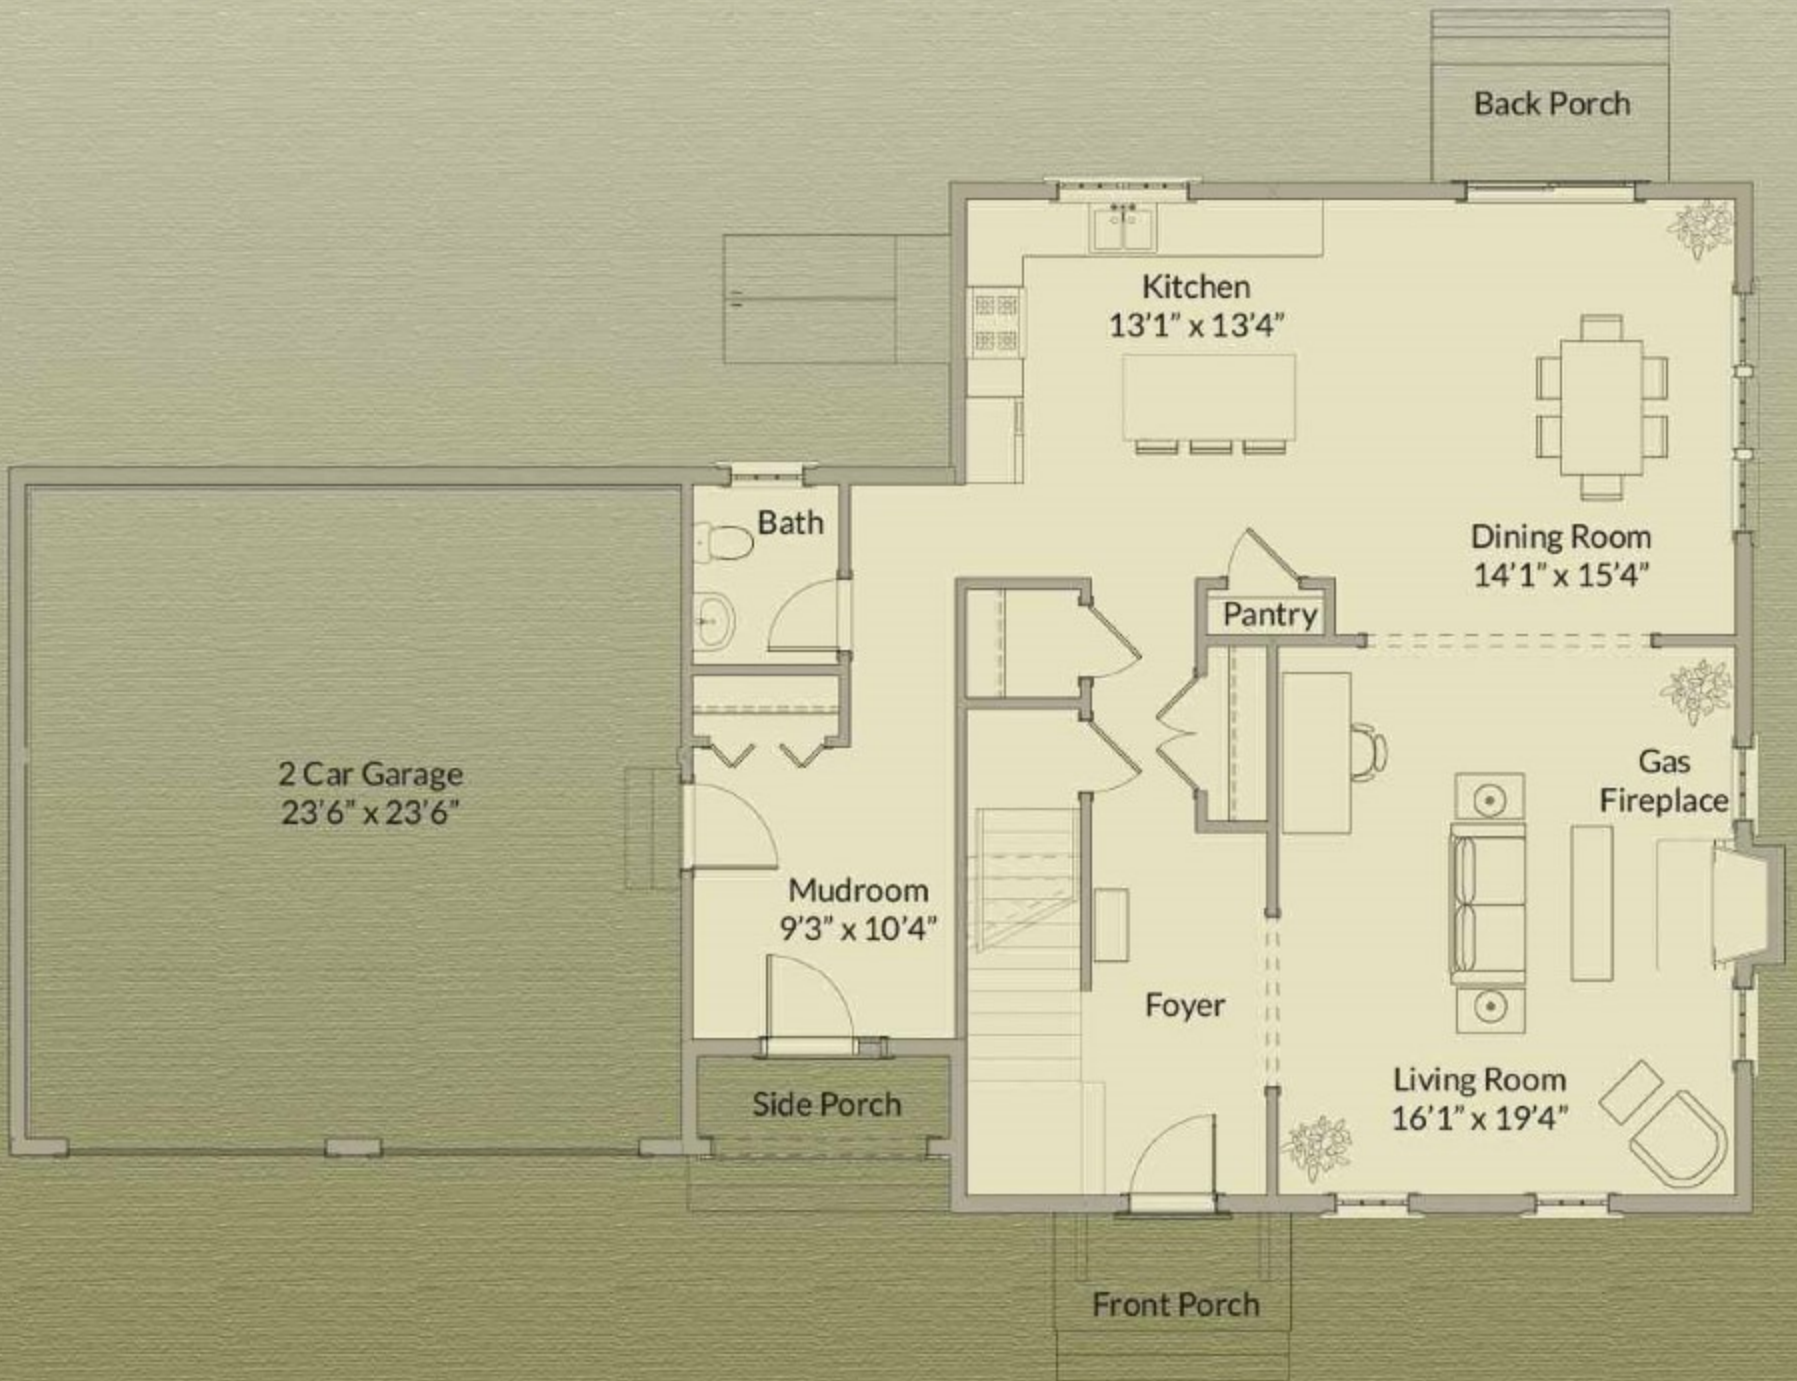 Back Porch
Kitchen
13’1” x 13’4”
Bath
Dining Room
14’1” x 15’4”
Pantry
2 Car Garage
23’6” x 23’6”
Gas
Fireplace
Mudroom
9’3” x 10’4”
Foyer
Living Room
16’1” x 19’4”
Side Porch
Front Porch